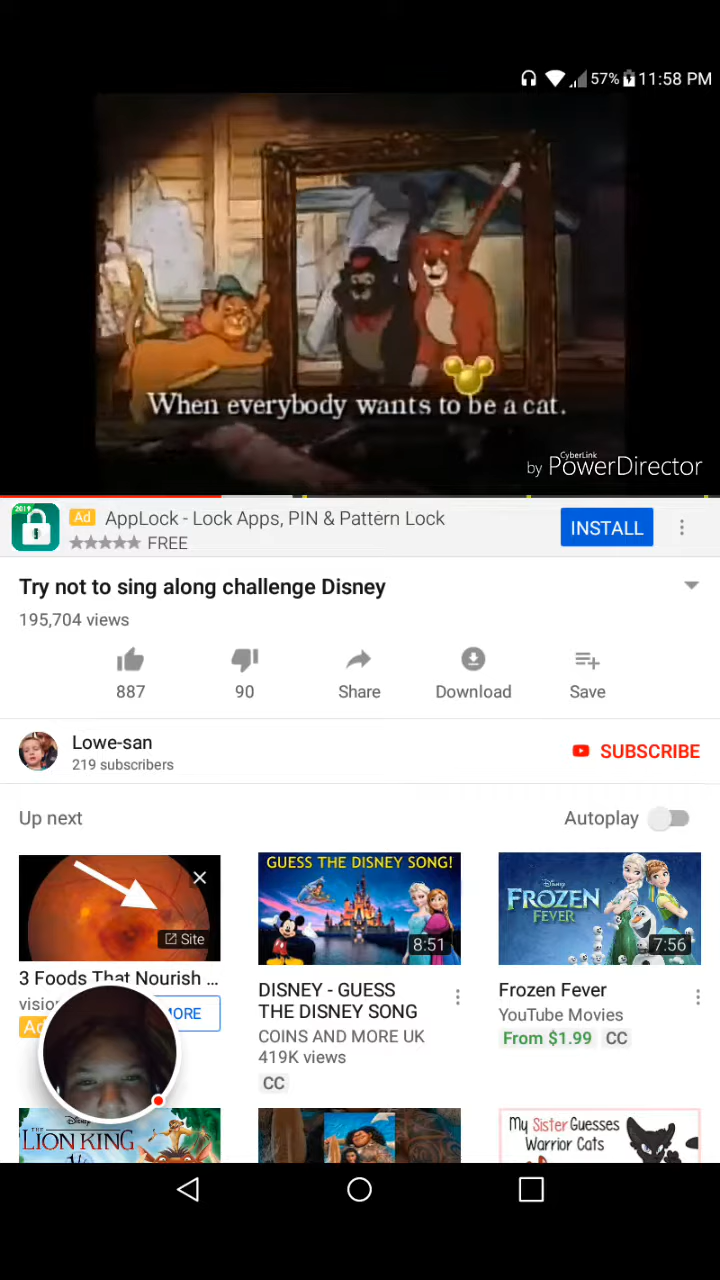 57% 11:58 PM
When everybody wants to be a cat.
CyberLink
by PowerDirector
2019
Ad AppLock - Lock Apps, PIN & Pattern Lock
FREE
INSTALL
Try not to sing along challenge Disney
195,704 views
887
90
Share
Download
Save
Lowe-san
219 subscribers
SUBSCRIBE
Up next
Autoplay
Site
3 Foods That Nourish ...
GUESS THE DISNEY SONG!
8:51
DISNEY - GUESS
THE DISNEY SONG
COINS AND MORE UK
419K views
CC
Disney
FROZEN
FEVER
7:56
Frozen Fever
YouTube Movies
From $1.99 CC
Disney
THE
LION KING
My Sister Guesses
Warrior Cats